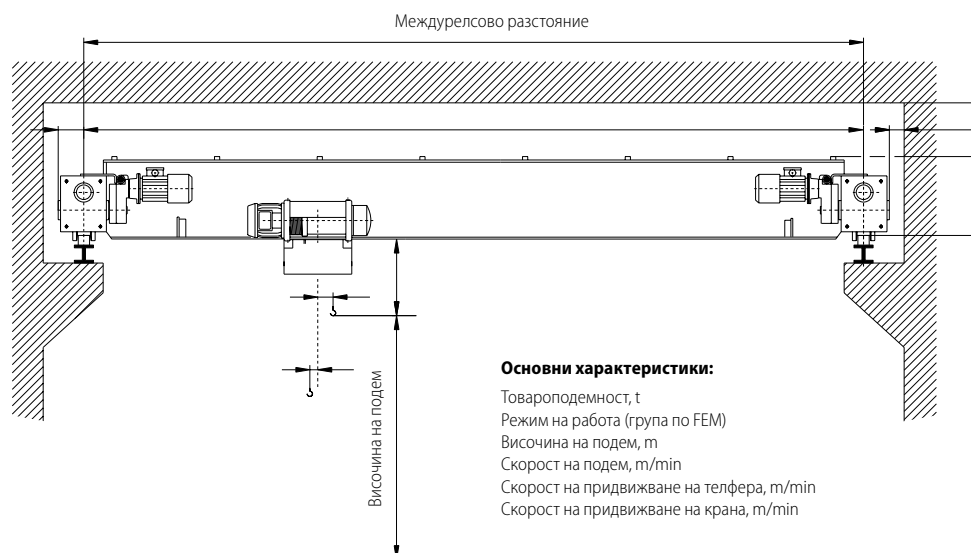 Междурелсово разстояние
Височина на подем
Основни характеристики:
Товароподемност, t
Режим на работа (група по FEM)
Височина на подем, m
Скорост на подем, m/min
Скорост на придвижване на телфера, m/min
Скорост на придвижване на крана, m/min